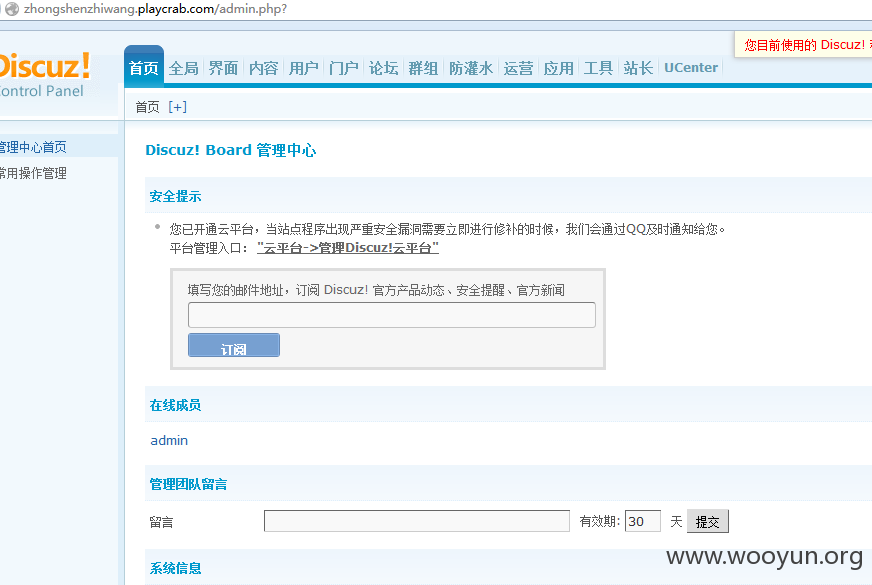 zhongshenzhiwang.playcrab.com/admin.php?
您目前使用的 Discuz!
Discuz!
Control Panel
首页 全局 界面 内容 用户 门户 论坛 群组 防灌水 运营 应用 工具 站长 UCenter
首页 [+]
管理中心首页
常用操作管理
Discuz! Board 管理中心
安全提示
您已开通云平台，当站点程序出现严重安全漏洞需要立即进行修补的时候，我们会通过QQ及时通知给您。
平台管理入口： "云平台->管理Discuz!云平台"
填写您的邮件地址，订阅 Discuz! 官方产品动态、安全提醒、官方新闻
订阅
在线成员
admin
管理团队留言
留言 有效期: 30 天 提交
www.wooyun.org
系统信息